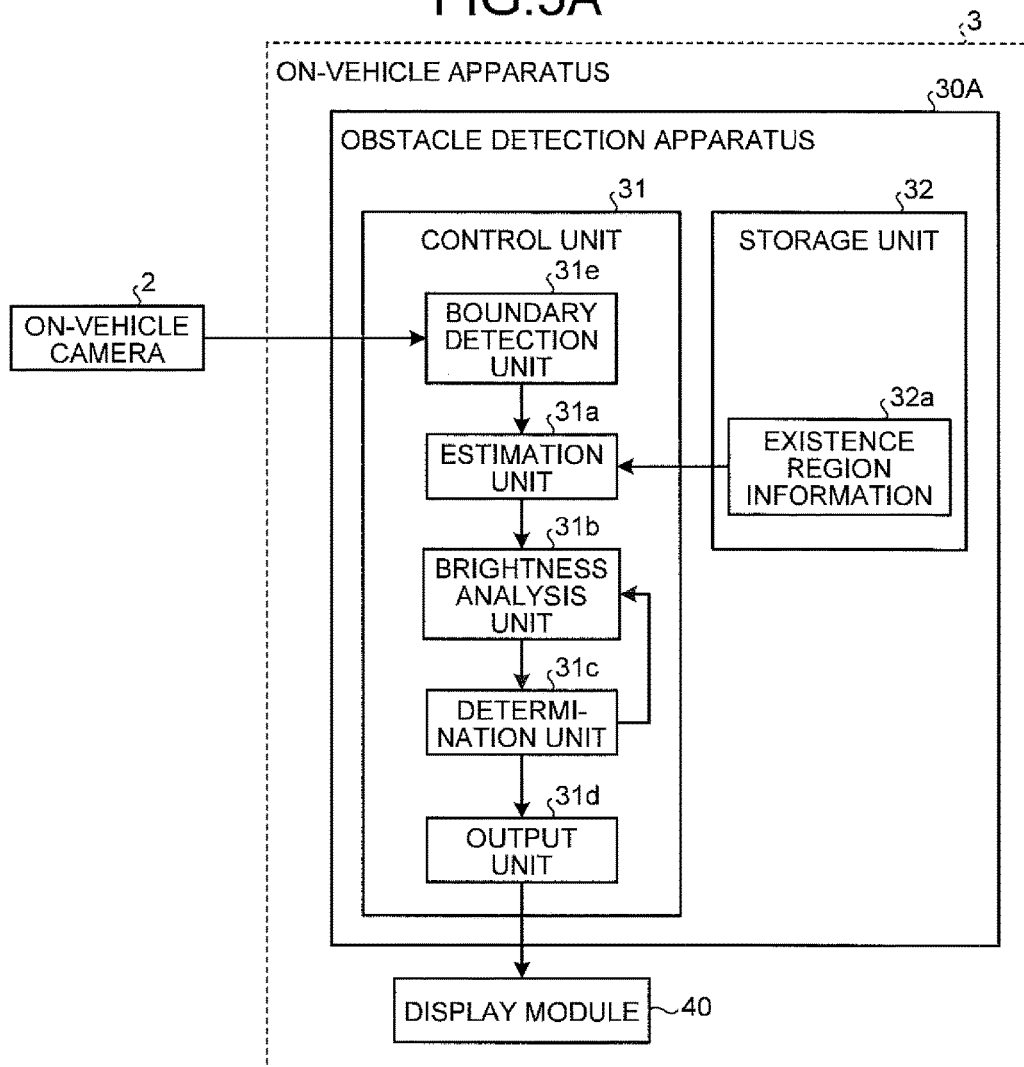 FIG.5A
3
ON-VEHICLE APPARATUS
30A
OBSTACLE DETECTION APPARATUS
31
CONTROL UNIT
32
STORAGE UNIT
2
ON-VEHICLE
CAMERA
31e
BOUNDARY
DETECTION
UNIT
31a
ESTIMATION
UNIT
32a
EXISTENCE
REGION
INFORMATION
31b
BRIGHTNESS
ANALYSIS
UNIT
31c
DETERMI-
NATION UNIT
31d
OUTPUT
UNIT
DISPLAY MODULE
40